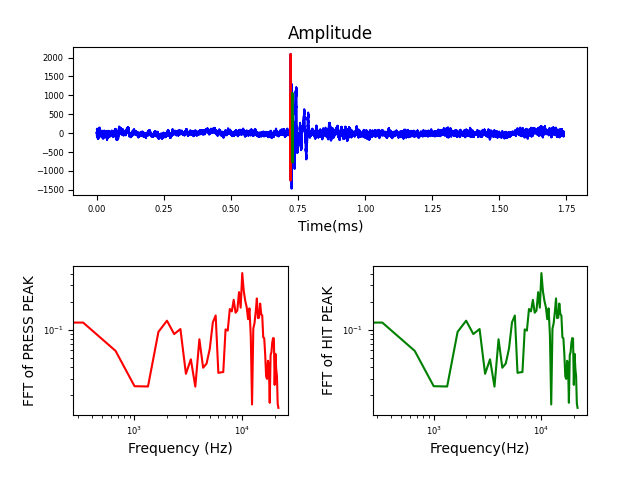 Amplitude
2000
1500
1000
500
0
−500
−1000
−1500
0.00 0.25 0.50 0.75 1.00 1.25 1.50 1.75
Time(ms)
FFT of PRESS PEAK
10⁻¹
10³ 10⁴
Frequency (Hz)
FFT of HIT PEAK
10⁻¹
10³ 10⁴
Frequency(Hz)